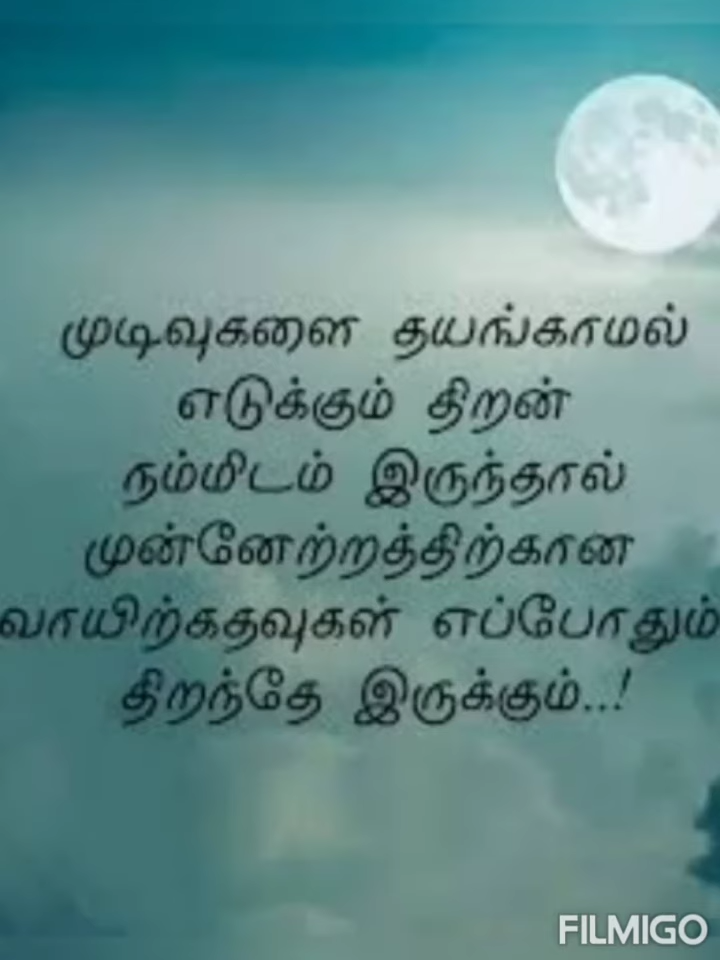 முடிவுகளை தயங்காமல்
எடுக்கும் திறன்
நம்மிடம் இருந்தால்
முன்னேற்றத்திற்கான
வாயிற்கதவுகள் எப்போதும்
திறந்தே இருக்கும்..!
FILMIGO